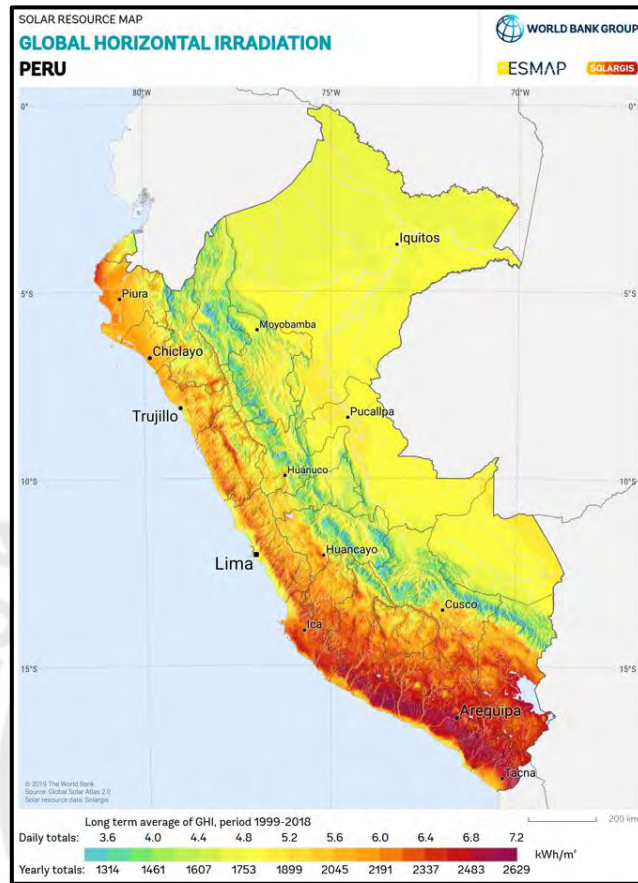 SOLAR RESOURCE MAP
GLOBAL HORIZONTAL IRRADIATION
PERU
WORLD BANK GROUP
ESMAP SOLARGIS
80°W 75°W 70°W
0° 0°
Iquitos
5°S 5°S
Piura
Moyobamba
Chiclayo
Trujillo
Pucallpa
10°S Huanuco 10°S
Lima
Huancayo
Cusco
Ica
15°S 15°S
Arequipa
Tacna
© 2019 The World Bank
Source: Global Solar Atlas 2.0
Solar resource data: Solargis
200 km
Long term average of GHI, period 1999-2018
Daily totals: 3.6 4.0 4.4 4.8 5.2 5.6 6.0 6.4 6.8 7.2
kWh/m²
Yearly totals: 1314 1461 1607 1753 1899 2045 2191 2337 2483 2629